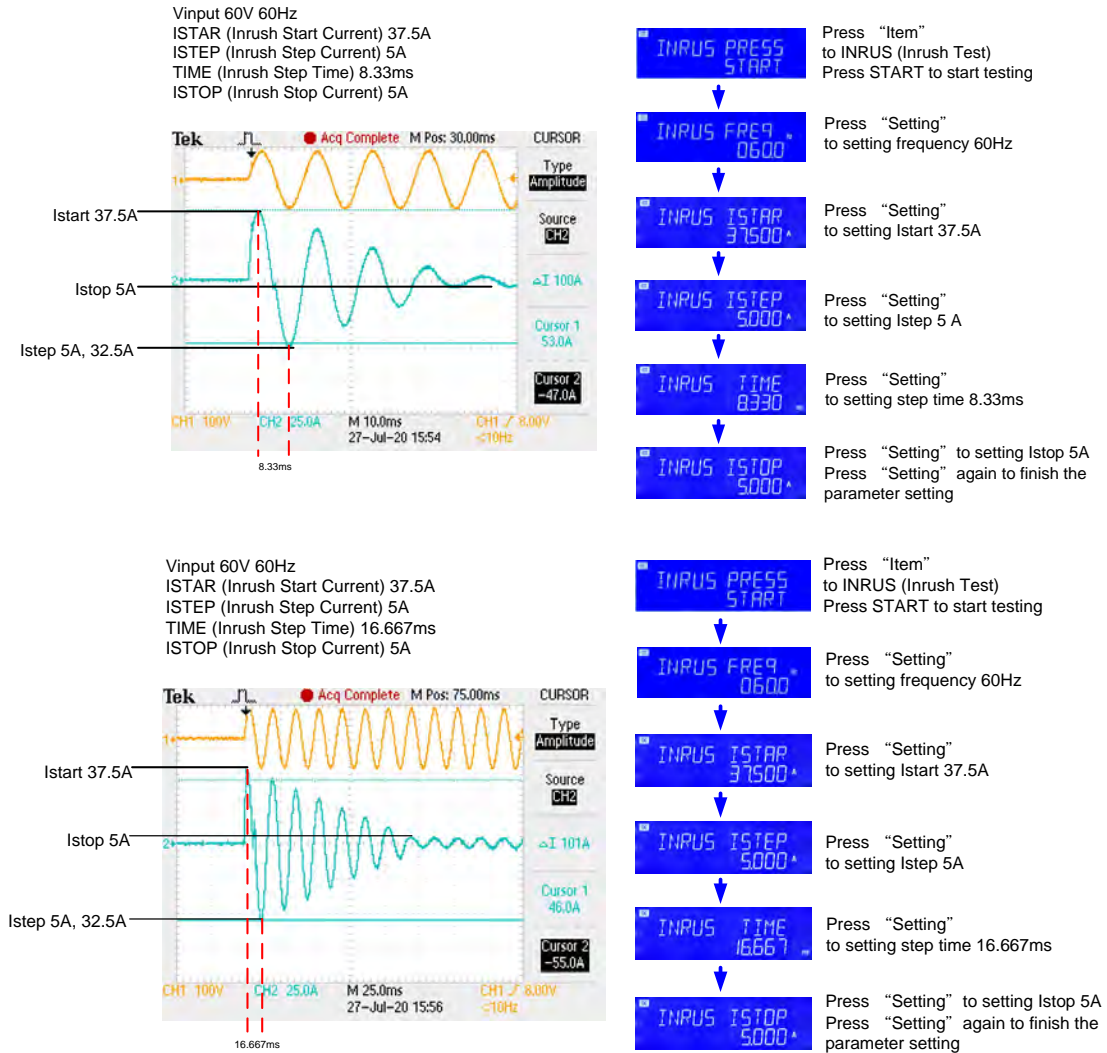 Vinput 60V 60Hz
ISTAR (Inrush Start Current) 37.5A
ISTEP (Inrush Step Current) 5A
TIME (Inrush Step Time) 8.33ms
ISTOP (Inrush Stop Current) 5A
Tek
Acq Complete
M Pos: 30.00ms
CURSOR
Type
Amplitude
Source
CH2
△I 100A
Cursor 1
53.0A
Cursor 2
-47.0A
1
2
Istart 37.5A
Istop 5A
Istep 5A, 32.5A
CH1 100V
CH2 25.0A
M 10.0ms
CH1 / 8.00V
27-Jul-20 15:54
<10Hz
8.33ms
INRUS PRESS
START
Press “Item”
to INRUS (Inrush Test)
Press START to start testing
INRUS FREQ
060.0
Press “Setting”
to setting frequency 60Hz
INRUS ISTAR
37.500 A
Press “Setting”
to setting Istart 37.5A
INRUS ISTEP
5.000 A
Press “Setting”
to setting Istep 5 A
INRUS TIME
8.330
Press “Setting”
to setting step time 8.33ms
INRUS ISTOP
5.000 A
Press “Setting” to setting Istop 5A
Press “Setting” again to finish the
parameter setting
Vinput 60V 60Hz
ISTAR (Inrush Start Current) 37.5A
ISTEP (Inrush Step Current) 5A
TIME (Inrush Step Time) 16.667ms
ISTOP (Inrush Stop Current) 5A
Tek
Acq Complete
M Pos: 75.00ms
CURSOR
Type
Amplitude
Source
CH2
△I 101A
Cursor 1
46.0A
Cursor 2
-55.0A
1
2
Istart 37.5A
Istop 5A
Istep 5A, 32.5A
CH1 100V
CH2 25.0A
M 25.0ms
CH1 / 8.00V
27-Jul-20 15:56
<10Hz
16.667ms
INRUS PRESS
START
Press “Item”
to INRUS (Inrush Test)
Press START to start testing
INRUS FREQ
060.0
Press “Setting”
to setting frequency 60Hz
INRUS ISTAR
37.500 A
Press “Setting”
to setting Istart 37.5A
INRUS ISTEP
5.000 A
Press “Setting”
to setting Istep 5A
INRUS TIME
16.667
Press “Setting”
to setting step time 16.667ms
INRUS ISTOP
5.000 A
Press “Setting” to setting Istop 5A
Press “Setting” again to finish the
parameter setting